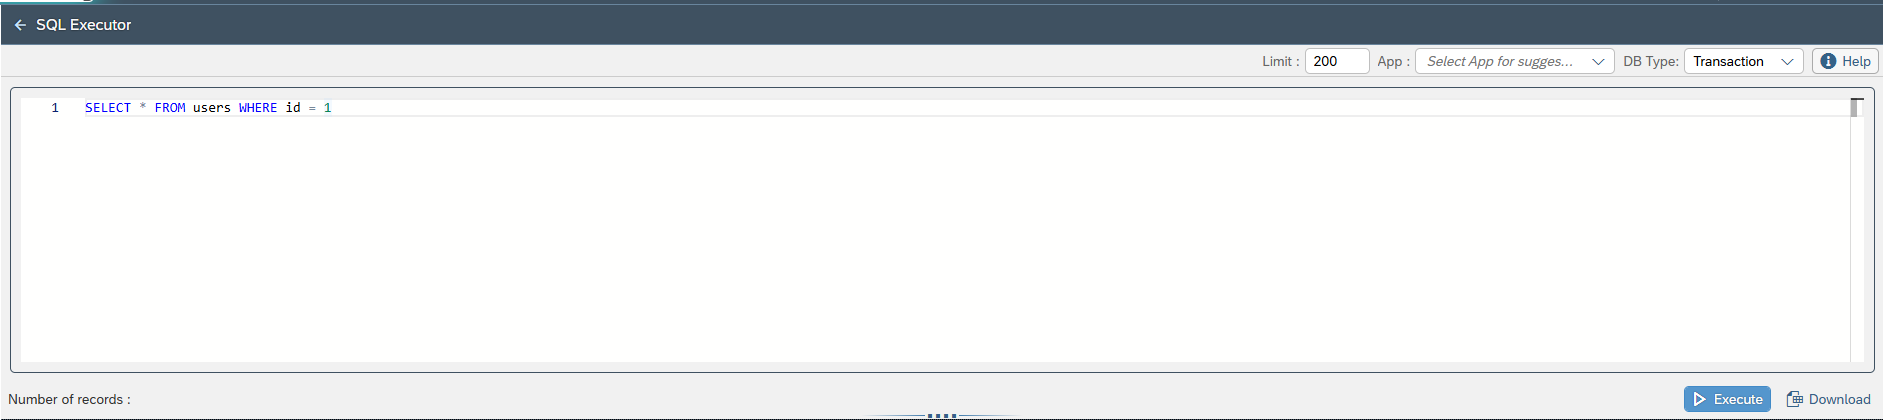 SQL Executor
Limit : 200 App : Select App for sugges... DB Type: Transaction Help
1 SELECT * FROM users WHERE id = 1
Number of records : Execute Download